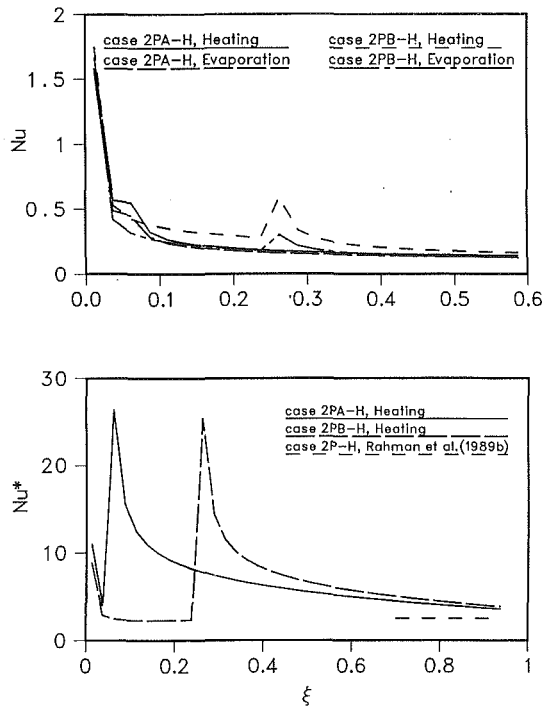 2
case 2PA-H, Heating case 2PB-H, Heating
case 2PA-H, Evaporation case 2PB-H, Evaporation
1.5
1
Nu
0.5
0
0.0 0.1 0.2 0.3 0.4 0.5 0.6
30
case 2PA-H, Heating
case 2PB-H, Heating
case 2P-H, Rahman et al.(1989b)
20
Nu*
10
0
0 0.2 0.4 0.6 0.8 1
ξ